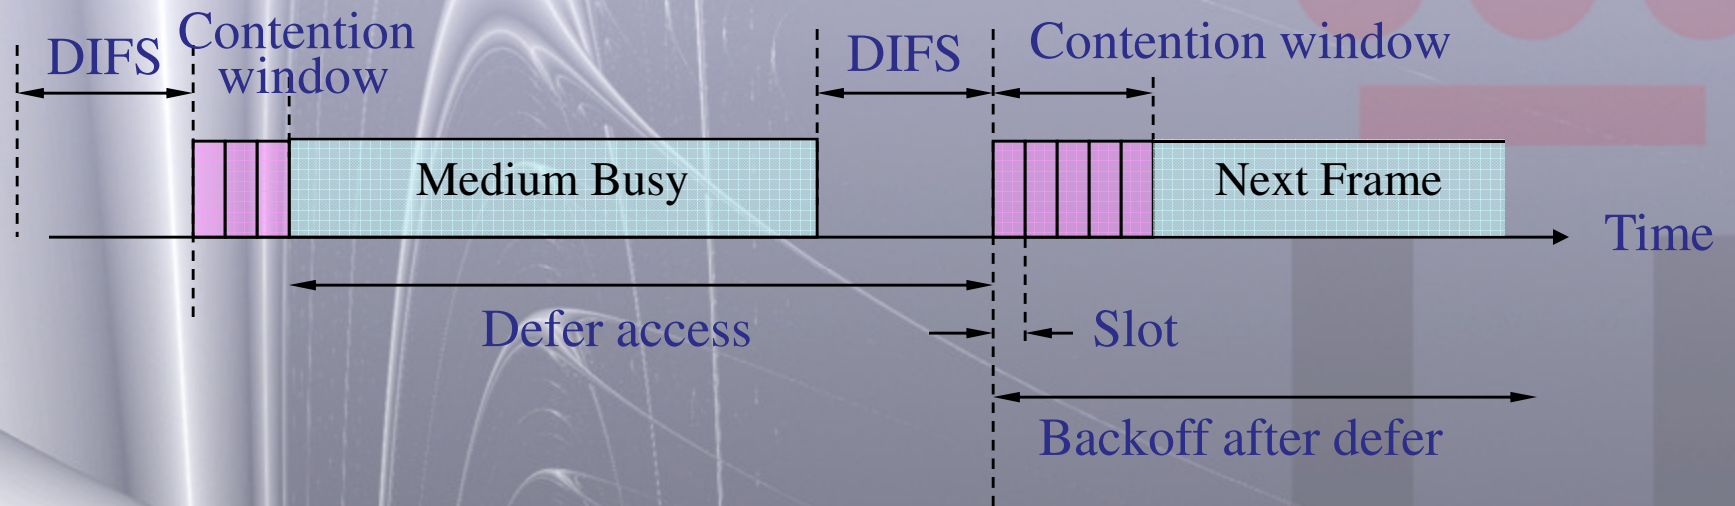 DIFS
Contention
window
DIFS
Contention window
Medium Busy
Next Frame
Time
Defer access
Slot
Backoff after defer